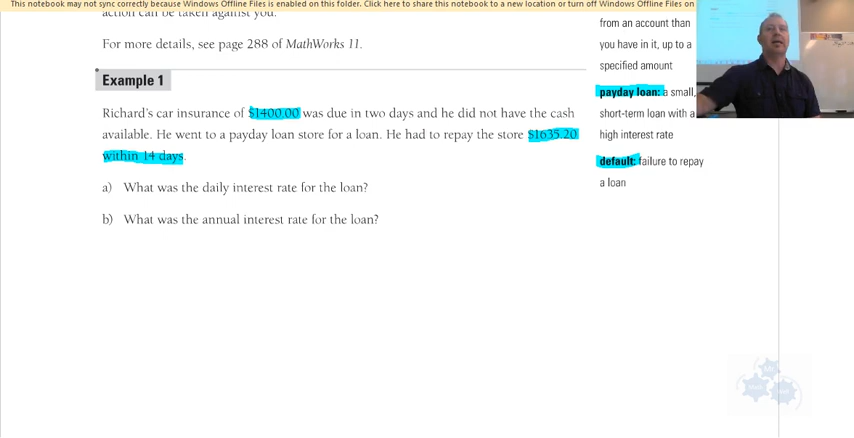 This notebook may not sync correctly because Windows Offline Files is enabled on this folder. Click here to share this notebook to a new location or turn off Windows Offline Files on
action can be taken against you.
For more details, see page 288 of MathWorks 11.
Example 1
Richard's car insurance of $1400.00 was due in two days and he did not have the cash
available. He went to a payday loan store for a loan. He had to repay the store $1635.20
within 14 days.
a) What was the daily interest rate for the loan?
b) What was the annual interest rate for the loan?
from an account than
you have in it, up to a
specified amount
payday loan: a small,
short-term loan with a
high interest rate
default: failure to repay
a loan